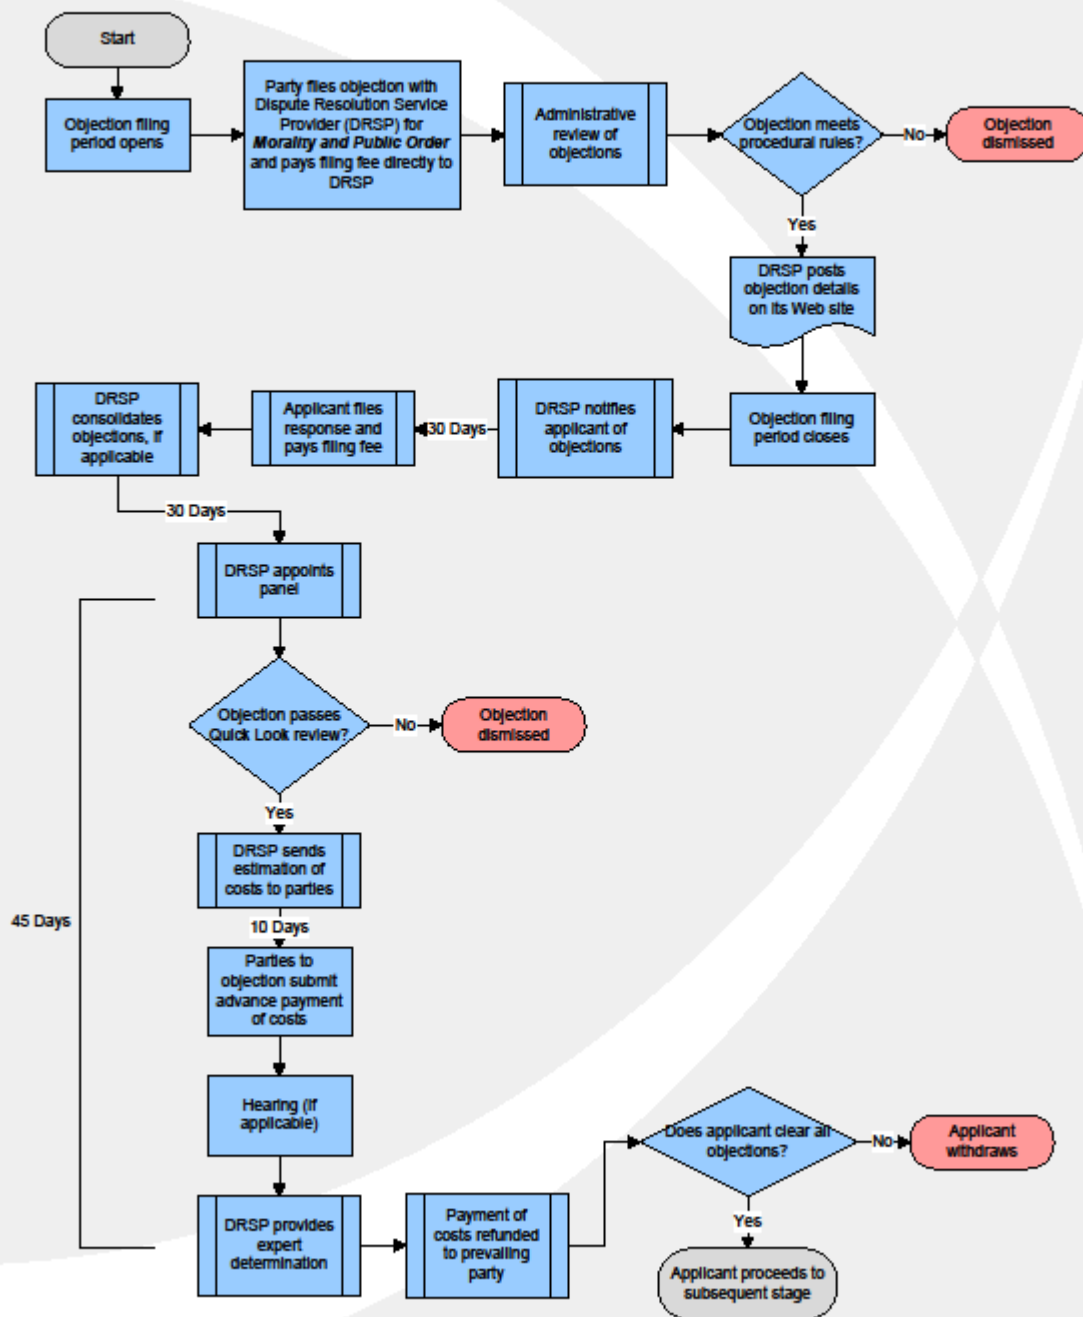 Start
Objection filing
period opens
Party files objection with
Dispute Resolution Service
Provider (DRSP) for
Morality and Public Order
and pays filing fee directly to
DRSP
Administrative
review of
objections
Objection meets
procedural rules?
No
Objection
dismissed
Yes
DRSP posts
objection details
on its Web site
Objection filing
period closes
DRSP notifies
applicant of
objections
30 Days
Applicant files
response and
pays filing fee
DRSP
consolidates
objections, if
applicable
30 Days
DRSP appoints
panel
Objection passes
Quick Look review?
No
Objection
dismissed
Yes
DRSP sends
estimation of
costs to parties
45 Days
10 Days
Parties to
objection submit
advance payment
of costs
Hearing (if
applicable)
DRSP provides
expert
determination
Payment of
costs refunded
to prevailing
party
Does applicant clear all
objections?
No
Applicant
withdraws
Yes
Applicant proceeds to
subsequent stage